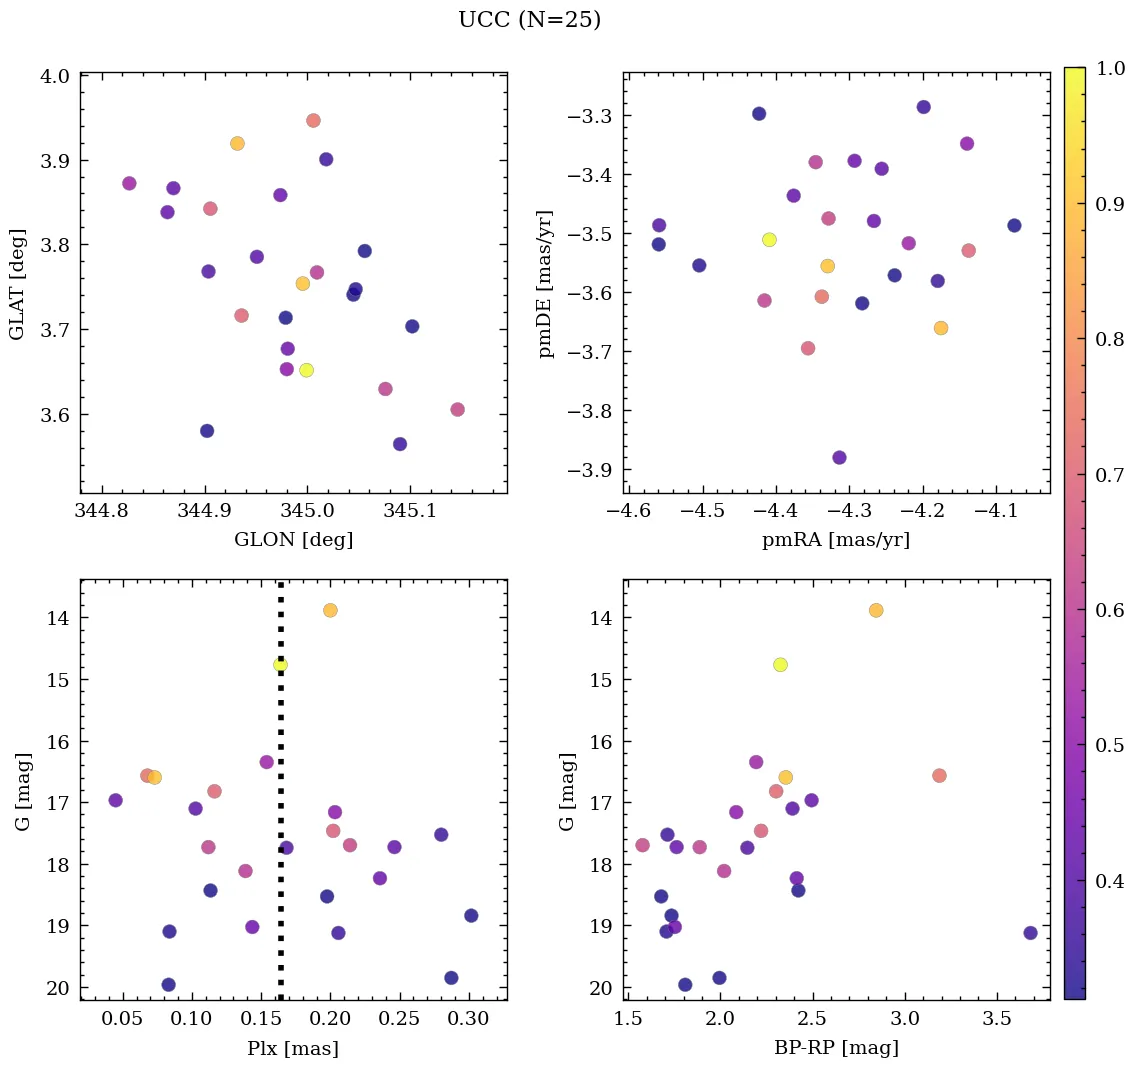 UCC (N=25)
4.0
3.9
3.8
3.7
3.6
GLAT [deg]
344.8 344.9 345.0 345.1
GLON [deg]
−3.3
−3.4
−3.5
−3.6
−3.7
−3.8
−3.9
pmDE [mas/yr]
−4.6 −4.5 −4.4 −4.3 −4.2 −4.1
pmRA [mas/yr]
14
15
16
17
18
19
20
G [mag]
0.05 0.10 0.15 0.20 0.25 0.30
Plx [mas]
14
15
16
17
18
19
20
G [mag]
1.5 2.0 2.5 3.0 3.5
BP-RP [mag]
1.0
0.9
0.8
0.7
0.6
0.5
0.4